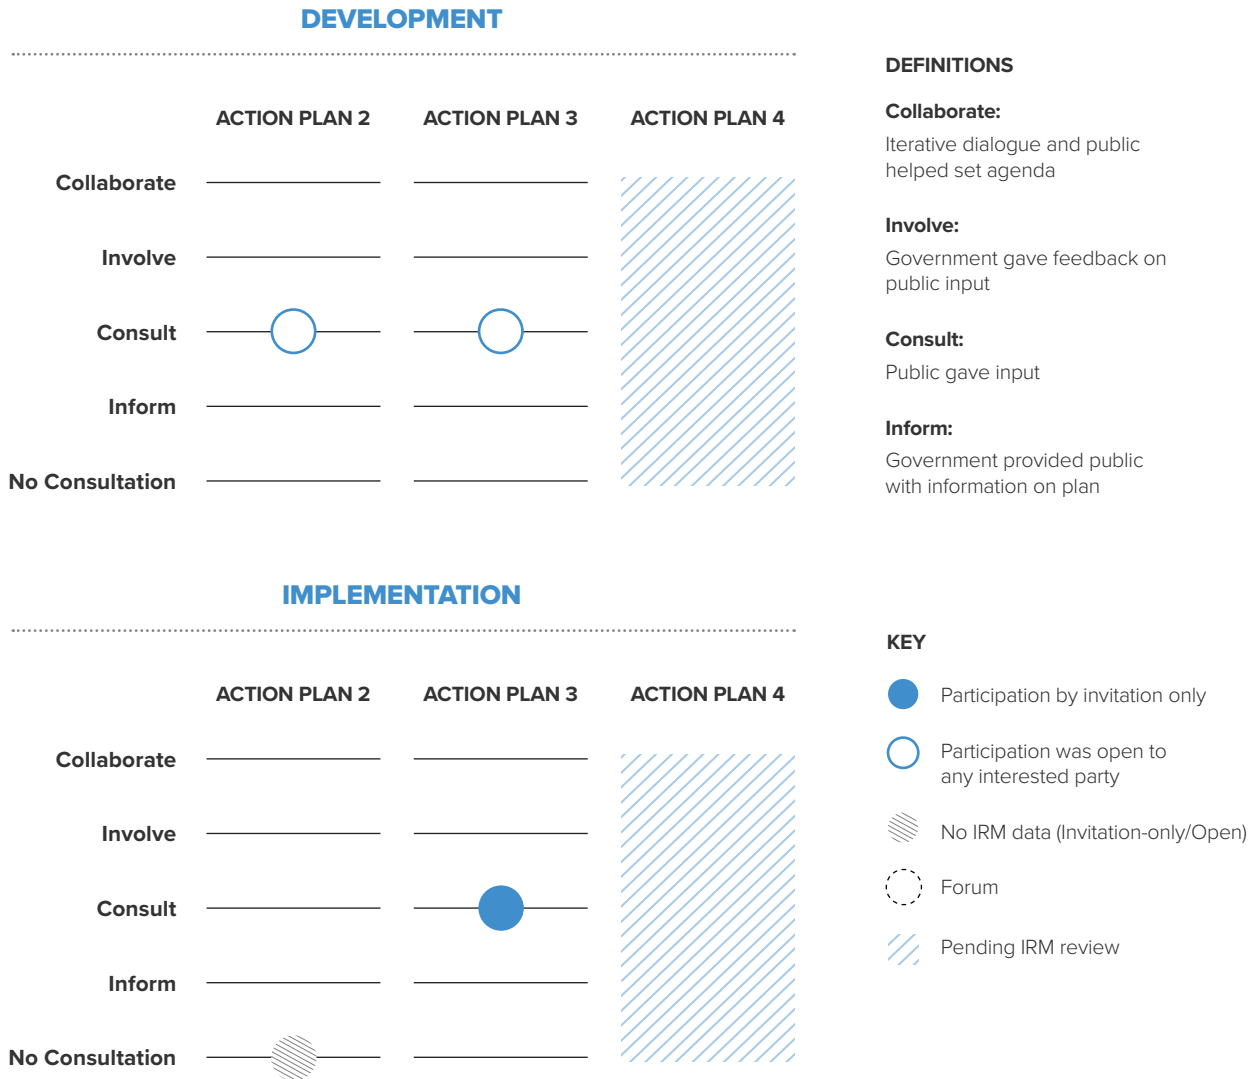 DEVELOPMENT
ACTION PLAN 2
ACTION PLAN 3
ACTION PLAN 4
Collaborate
Involve
Consult
Inform
No Consultation
DEFINITIONS
Collaborate:
Iterative dialogue and public
helped set agenda
Involve:
Government gave feedback on
public input
Consult:
Public gave input
Inform:
Government provided public
with information on plan
IMPLEMENTATION
ACTION PLAN 2
ACTION PLAN 3
ACTION PLAN 4
Collaborate
Involve
Consult
Inform
No Consultation
KEY
Participation by invitation only
Participation was open to
any interested party
No IRM data (Invitation-only/Open)
Forum
Pending IRM review